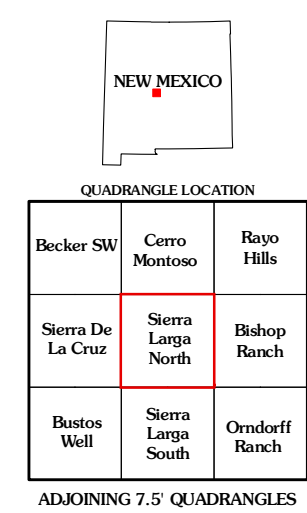 NEW MEXICO
QUADRANGLE LOCATION
Becker SW
Cerro
Montoso
Rayo
Hills
Sierra De
La Cruz
Sierra
Larga
North
Bishop
Ranch
Bustos
Well
Sierra
Larga
South
Orndorff
Ranch
ADJOINING 7.5' QUADRANGLES